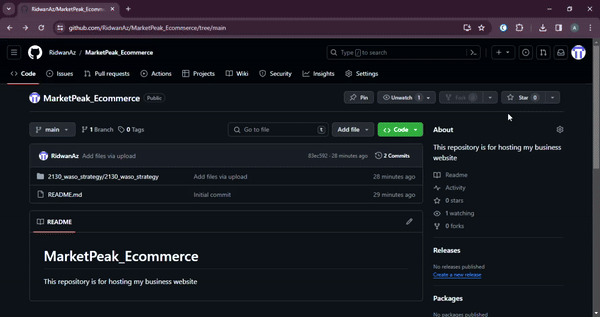 RidwanAz/MarketPeak_Ecomm
github.com/RidwanAz/MarketPeak_Ecommerce/tree/main
RidwanAz / MarketPeak_Ecommerce
Type / to search
Code
Issues
Pull requests
Actions
Projects
Wiki
Security
Insights
Settings
MarketPeak_Ecommerce
Public
Pin
Unwatch 1
Fork 0
Star 0
main
1 Branch
0 Tags
Go to file
t
Add file
Code
About
RidwanAz Add files via upload
83ec592 · 28 minutes ago
2 Commits
This repository is for hosting my business
website
2130_waso_strategy/2130_waso_strategy
Add files via upload
28 minutes ago
README.md
Initial commit
29 minutes ago
Readme
Activity
0 stars
1 watching
0 forks
README
MarketPeak_Ecommerce
This repository is for hosting my business website
Releases
No releases published
Create a new release
Packages
No packages published